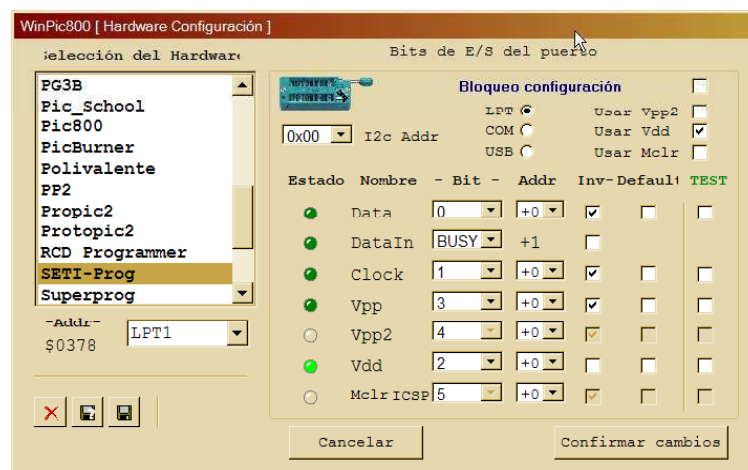 WinPic800 [ Hardware Configuración ]
Selección del Hardware
Bits de E/S del puerto
PG3B
Pic_School
Pic800
PicBurner
Polivalente
PP2
Propic2
Protopic2
RCD Programmer
SETI-Prog
Superprog
-Addr-
$0378
LPT1
Bloqueo configuración
LPT
Usar Vpp2
0x00
I2c Addr
COM
Usar Vdd
USB
Usar Mclr
Estado Nombre - Bit - Addr Inv-Default TEST
Data 0 +0
DataIn BUSY +1
Clock 1 +0
Vpp 3 +0
Vpp2 4 +0
Vdd 2 +0
Mclr ICSP 5 +0
Cancelar
Confirmar cambios